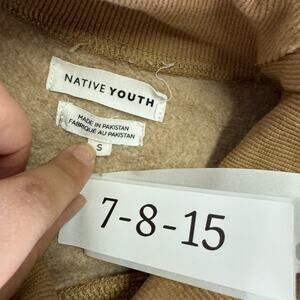 NATIVE YOUTH
MADE IN PAKISTAN
FABRIQUÉ AU PAKISTAN
S
7-8-15